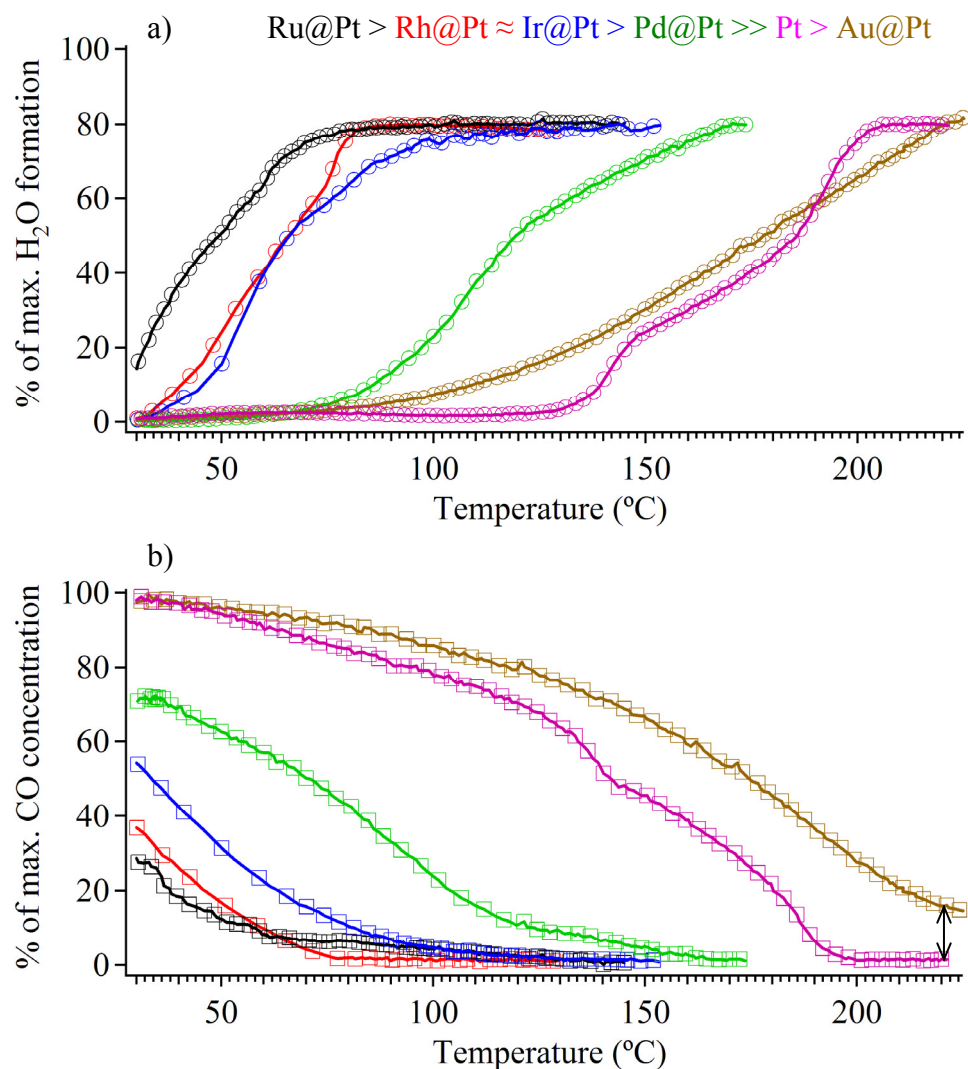 a) Ru@Pt > Rh@Pt ≈ Ir@Pt > Pd@Pt >> Pt > Au@Pt
100
80
60
40
20
0
% of max. H₂O formation
50 100 150 200
Temperature (ºC)
b)
100
80
60
40
20
0
% of max. CO concentration
50 100 150 200
Temperature (ºC)